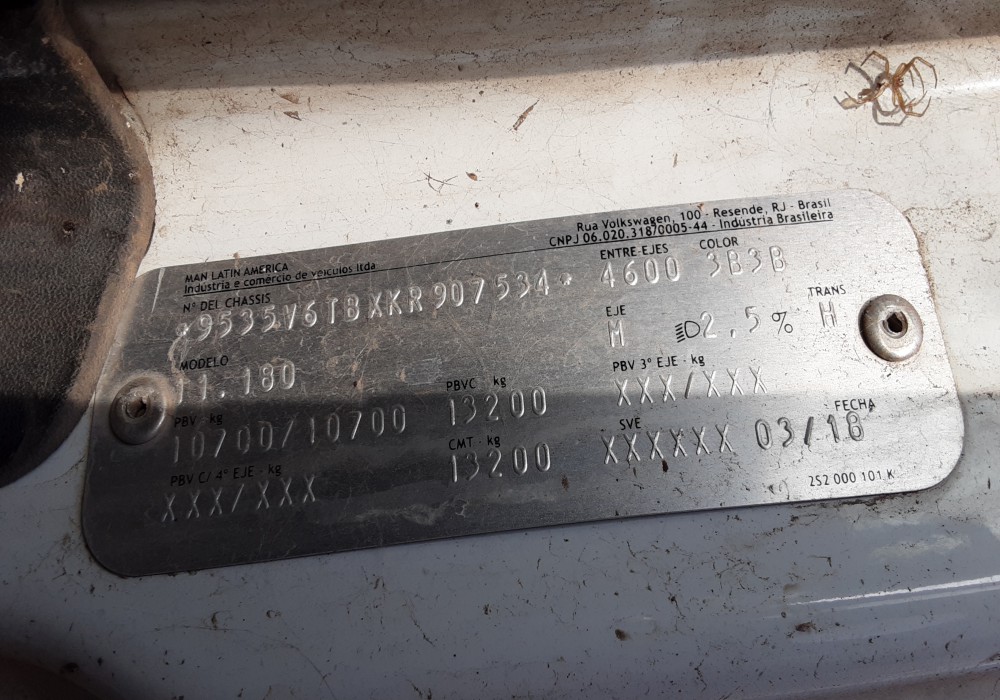 MAN LATIN AMERICA
Indústria e comércio de veículos ltda
Rua Volkswagen, 100 - Resende, RJ - Brasil
CNPJ 06.020.318/0005-44 - Indústria Brasileira
Nº DEL CHASSIS
*9535V6TBXKR907534*
ENTRE-EJES
4600
COLOR
3B3B
MODELO
11.180
EJE
M
2,5%
TRANS
H
PBV - kg
10700/10700
PBVC - kg
13200
PBV 3º EJE - kg
XXX/XXX
PBV C/ 4º EJE - kg
XXX/XXX
CMT - kg
13200
SVE
XXXXXX
FECHA
03/18
2S2 000 101 K